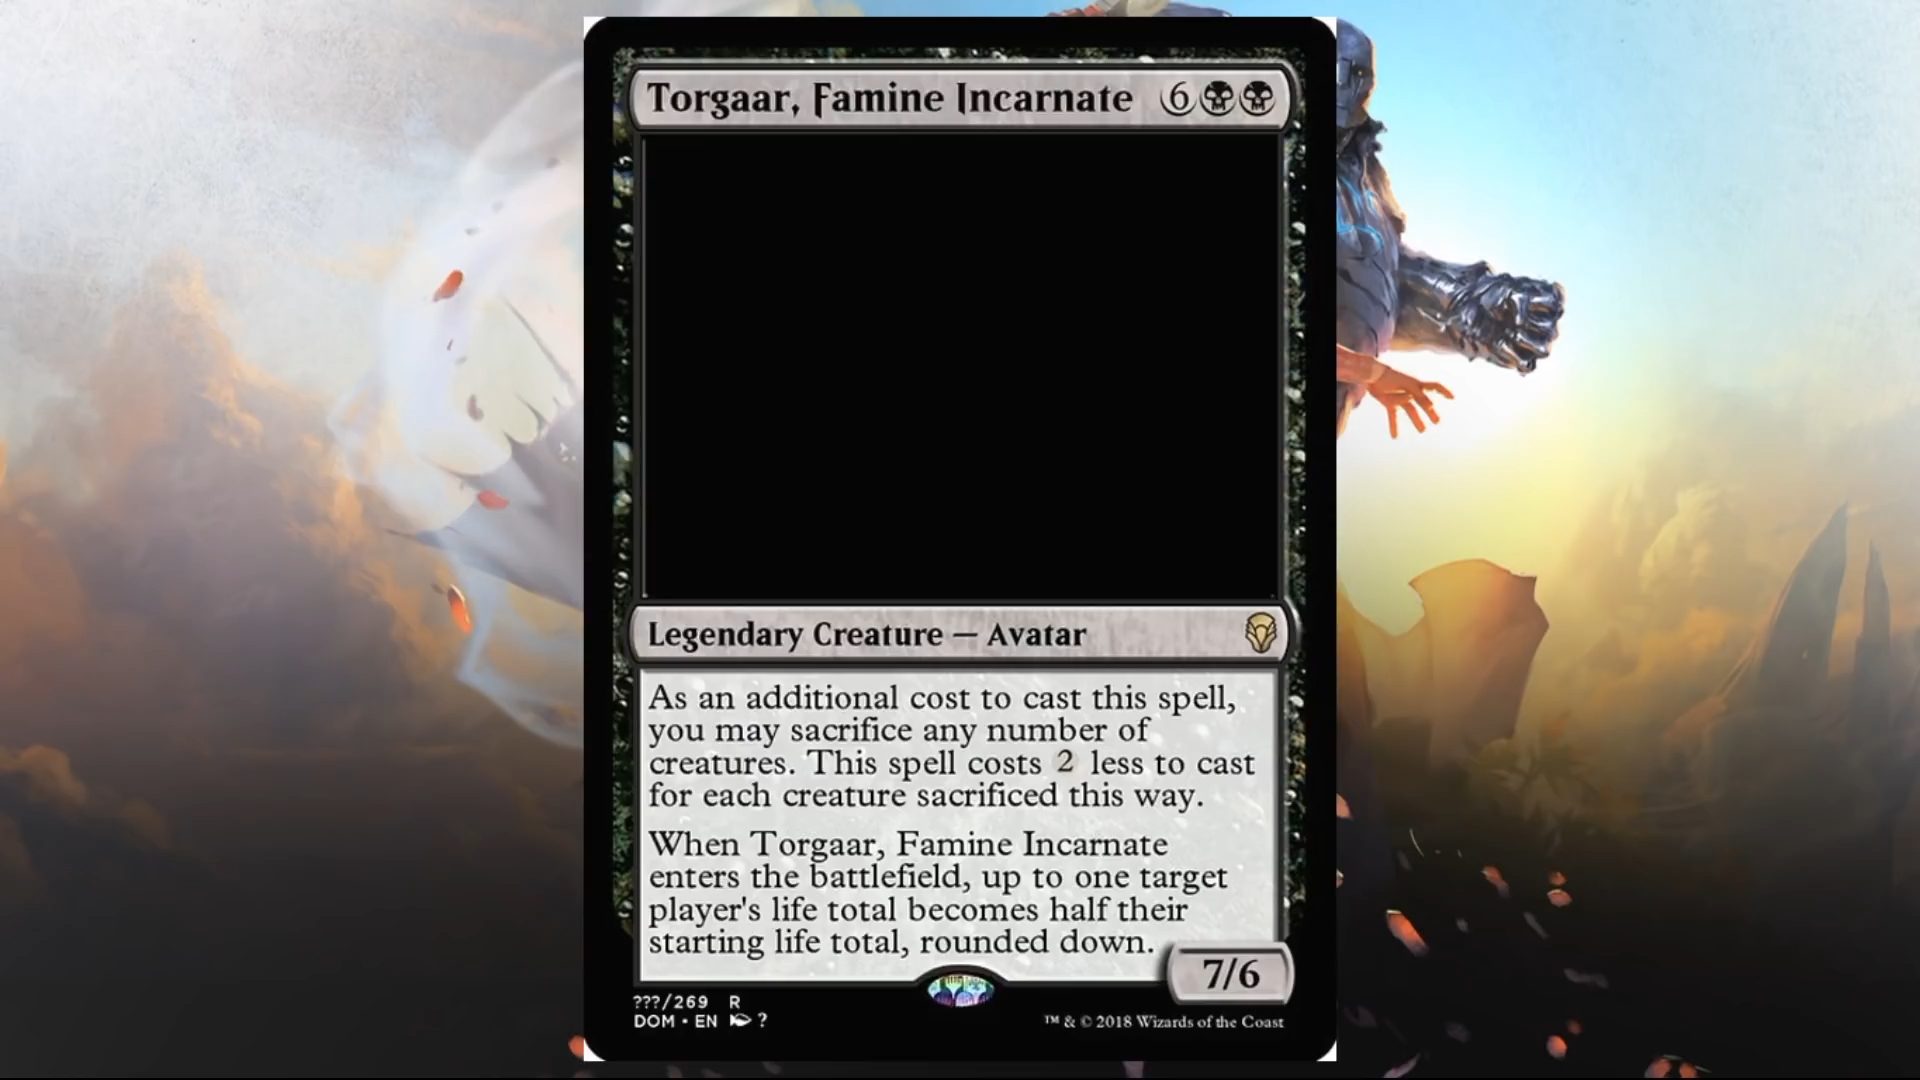 Torgaar, Famine Incarnate 6
Legendary Creature — Avatar
As an additional cost to cast this spell,
you may sacrifice any number of
creatures. This spell costs 2 less to cast
for each creature sacrificed this way.
When Torgaar, Famine Incarnate
enters the battlefield, up to one target
player's life total becomes half their
starting life total, rounded down.
7/6
???/269 R
DOM • EN ?
™ & © 2018 Wizards of the Coast